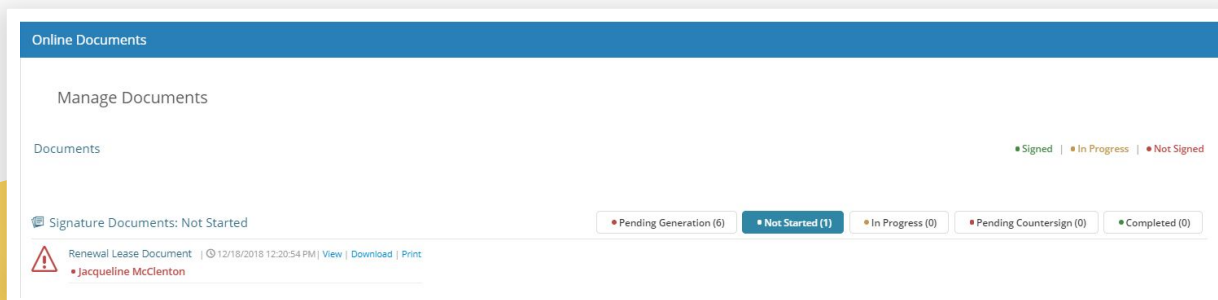 Online Documents
Manage Documents
Documents
Signed | In Progress | Not Signed
Signature Documents: Not Started
Pending Generation (6)
Not Started (1)
In Progress (0)
Pending Countersign (0)
Completed (0)
Renewal Lease Document | 12/18/2018 12:20:54 PM| View | Download | Print
Jacqueline McClenton